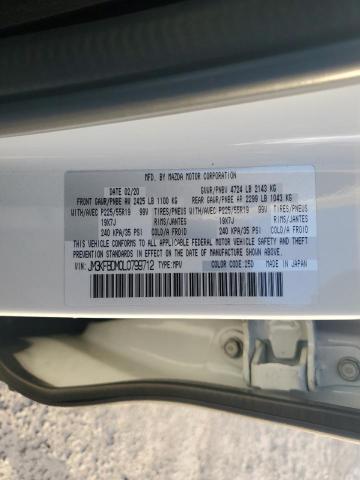 MFD. BY MAZDA MOTOR CORPORATION
DATE 02/20 GVWR/PNBV 4724 LB 2143 KG
FRONT GAWR/PNBE AV 2425 LB 1100 KG REAR GAWR/PNBE AR 2299 LB 1043 KG
WITH/AVEC P225/55R19 99V TIRES/PNEUS WITH/AVEC P225/55R19 99V TIRES/PNEUS
19X7J 19X7J
240 KPA/35 PSI COLD/A FROID 240 KPA/35 PSI COLD/A FROID
THIS VEHICLE CONFORMS TO ALL APPLICABLE U.S. FEDERAL MOTOR VEHICLE SAFETY
AND THEFT PREVENTION STANDARDS IN EFFECT ON THE DATE OF MANUFACTURE SHOWN ABOVE.
VIN: JM3KFBDM0L0799712 TYPE:MPV
COLOR CODE:25D MADE IN JAPAN